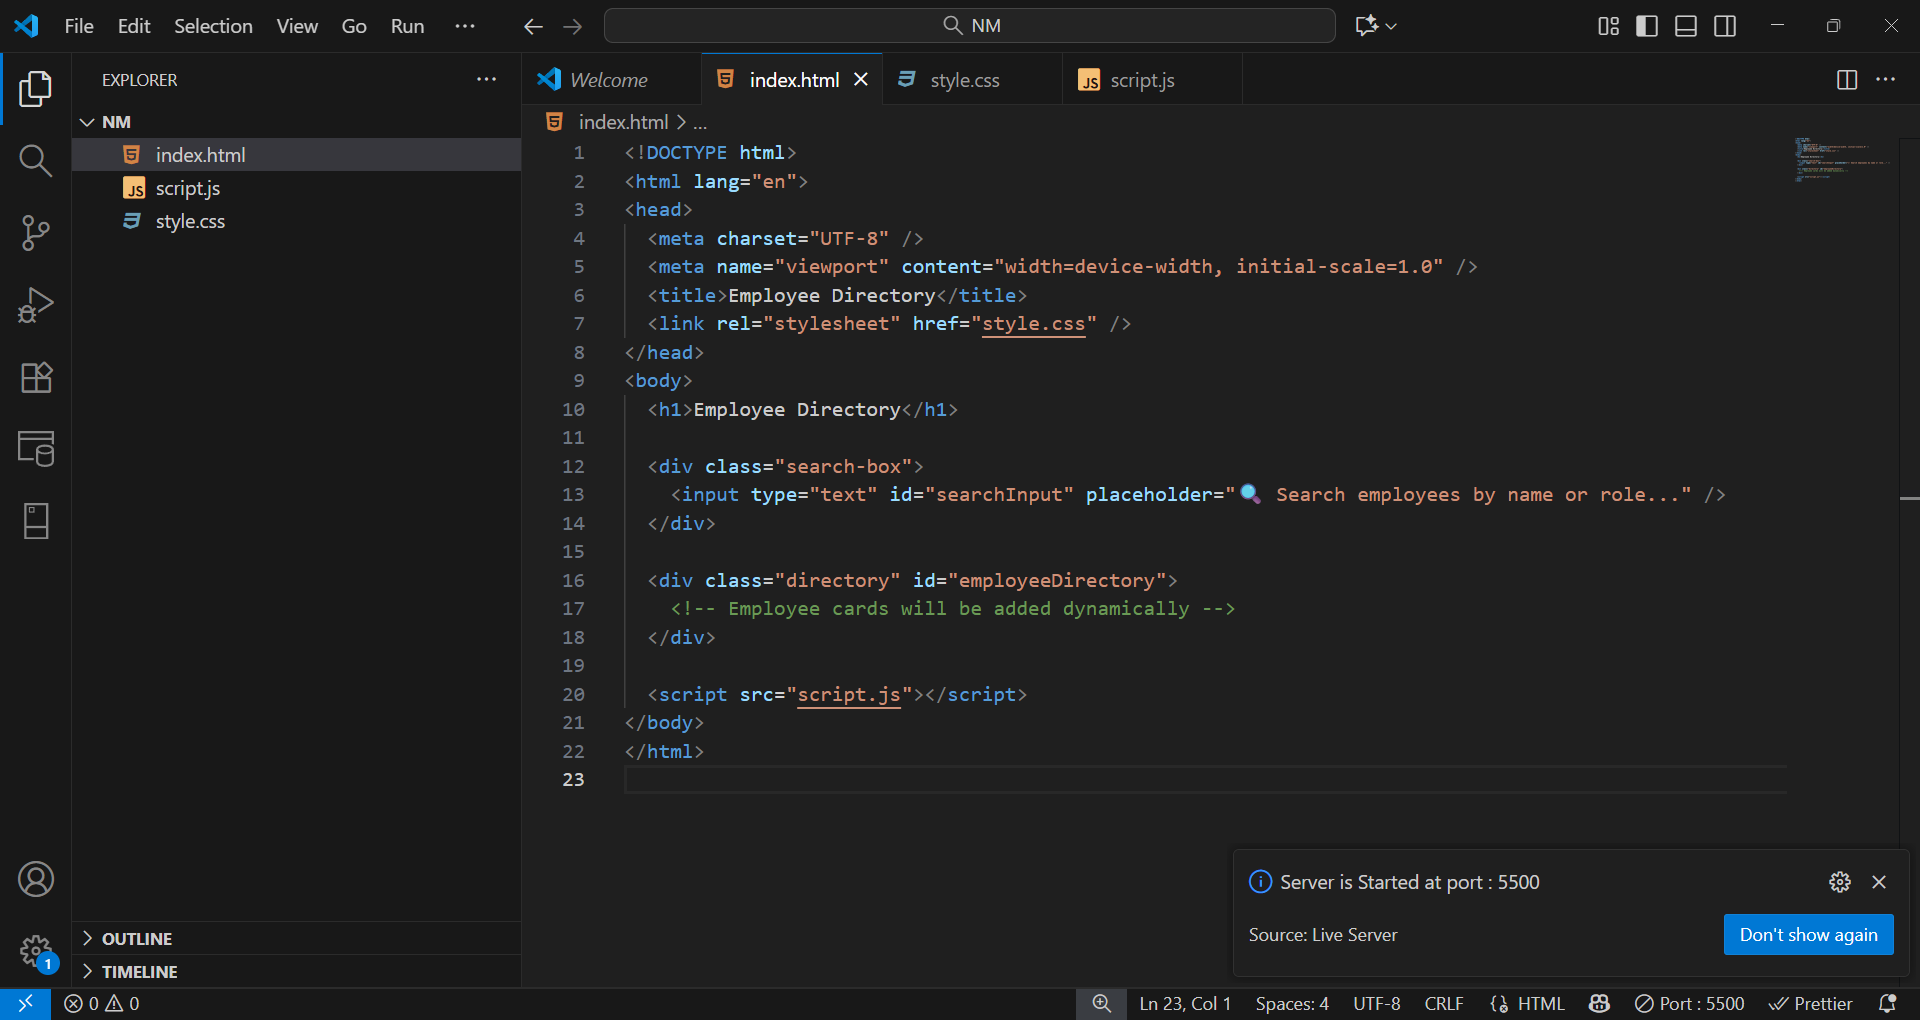 File Edit Selection View Go Run ... NM
EXPLORER ...
Welcome index.html style.css script.js ...
NM
index.html
script.js
style.css
index.html > ...
1 <!DOCTYPE html>
2 <html lang="en">
3 <head>
4 <meta charset="UTF-8" />
5 <meta name="viewport" content="width=device-width, initial-scale=1.0" />
6 <title>Employee Directory</title>
7 <link rel="stylesheet" href="style.css" />
8 </head>
9 <body>
10 <h1>Employee Directory</h1>
11
12 <div class="search-box">
13 <input type="text" id="searchInput" placeholder="🔍 Search employees by name or role..." />
14 </div>
15
16 <div class="directory" id="employeeDirectory">
17 <!-- Employee cards will be added dynamically -->
18 </div>
19
20 <script src="script.js"></script>
21 </body>
22 </html>
23
Server is Started at port : 5500
Source: Live Server
Don't show again
OUTLINE
TIMELINE
1
0 0 Ln 23, Col 1 Spaces: 4 UTF-8 CRLF HTML Port : 5500 Prettier